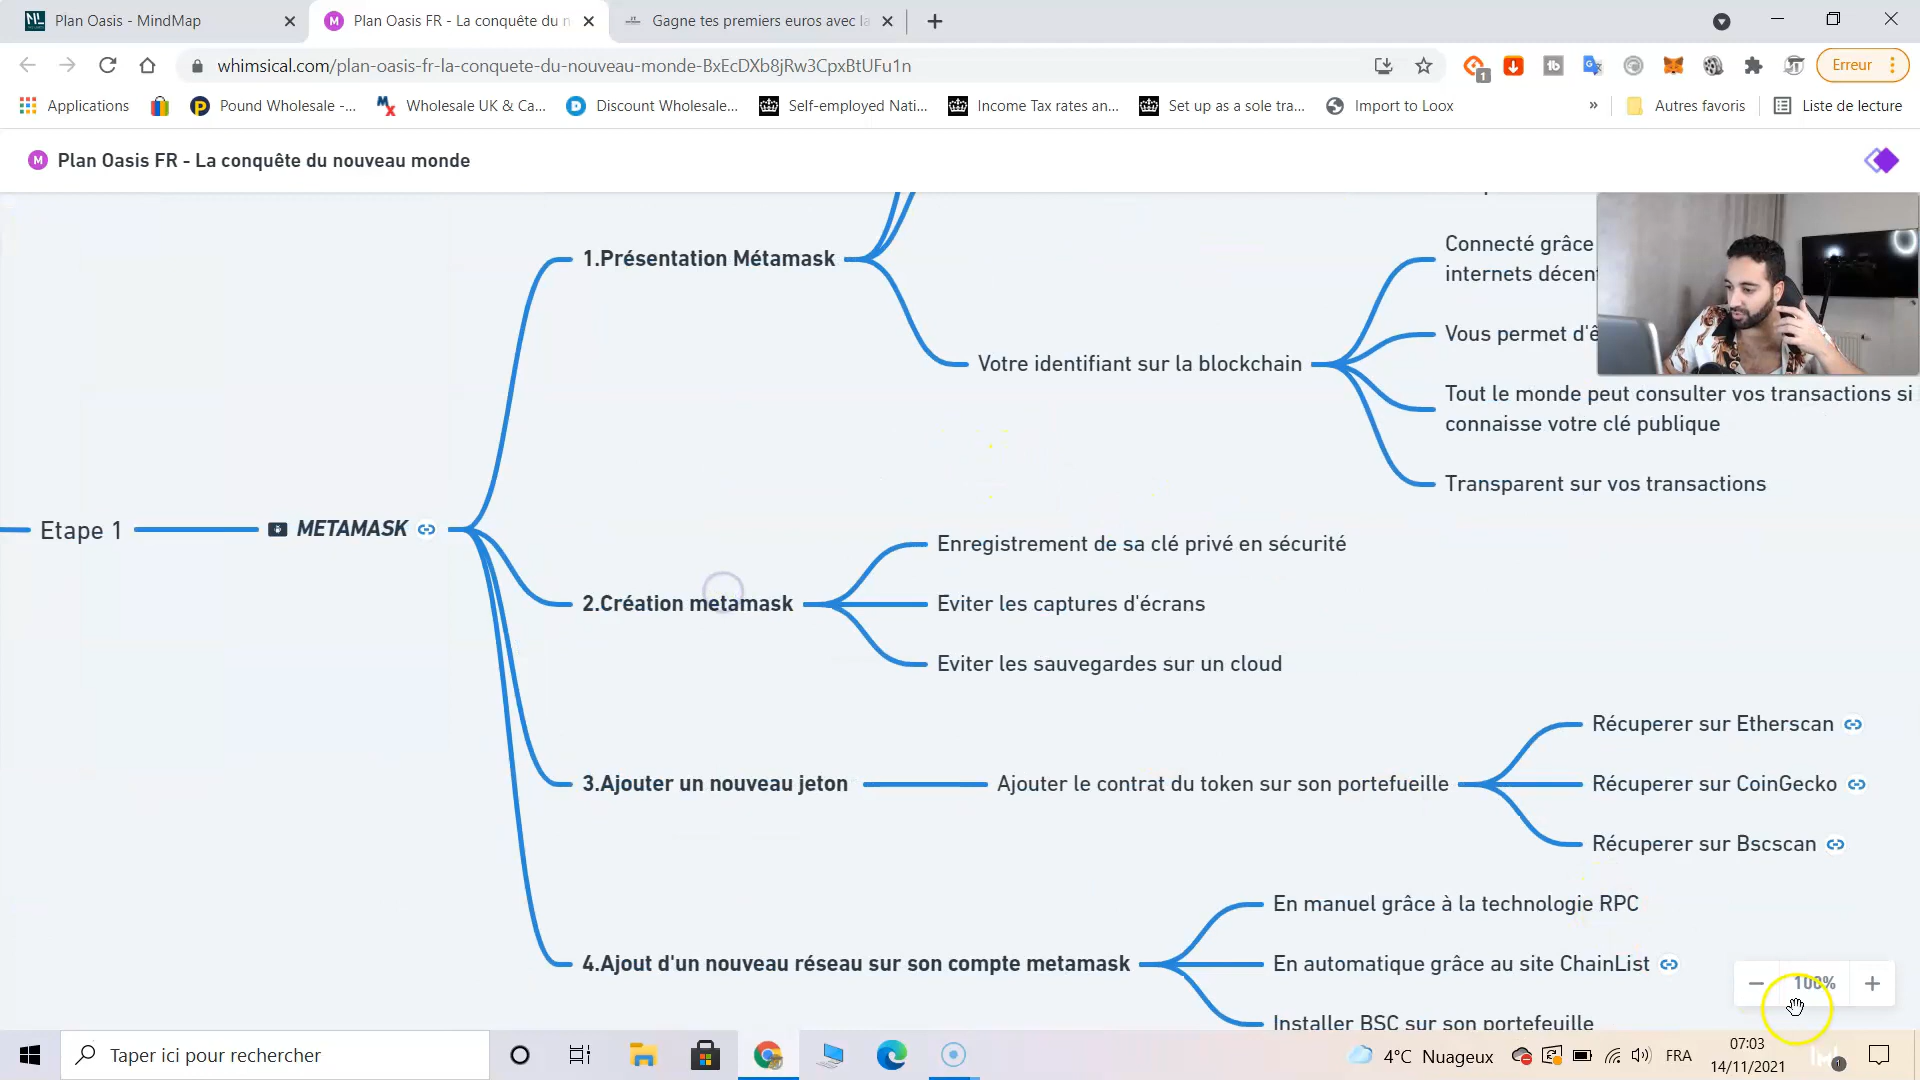 Plan Oasis - MindMap
Plan Oasis FR - La conquête du n
Gagne tes premiers euros avec la
whimsical.com/plan-oasis-fr-la-conquete-du-nouveau-monde-BxEcDXb8jRw3CpxBtUFu1n
1
Erreur
Applications
Pound Wholesale -...
Wholesale UK & Ca...
Discount Wholesale...
Self-employed Nati...
Income Tax rates an...
Set up as a sole tra...
Import to Loox
»
Autres favoris
Liste de lecture
M Plan Oasis FR - La conquête du nouveau monde
1.Présentation Métamask
Connecté grâce
internets décent
Vous permet d'ê
Votre identifiant sur la blockchain
Tout le monde peut consulter vos transactions si
connaisse votre clé publique
Transparent sur vos transactions
Etape 1
METAMASK
Enregistrement de sa clé privé en sécurité
2.Création metamask
Eviter les captures d'écrans
Eviter les sauvegardes sur un cloud
Récuperer sur Etherscan
3.Ajouter un nouveau jeton
Ajouter le contrat du token sur son portefueille
Récuperer sur CoinGecko
Récuperer sur Bscscan
En manuel grâce à la technologie RPC
4.Ajout d'un nouveau réseau sur son compte metamask
En automatique grâce au site ChainList
100%
Installer BSC sur son portefeuille
Taper ici pour rechercher
4°C Nuageux
FRA
07:03
14/11/2021
1